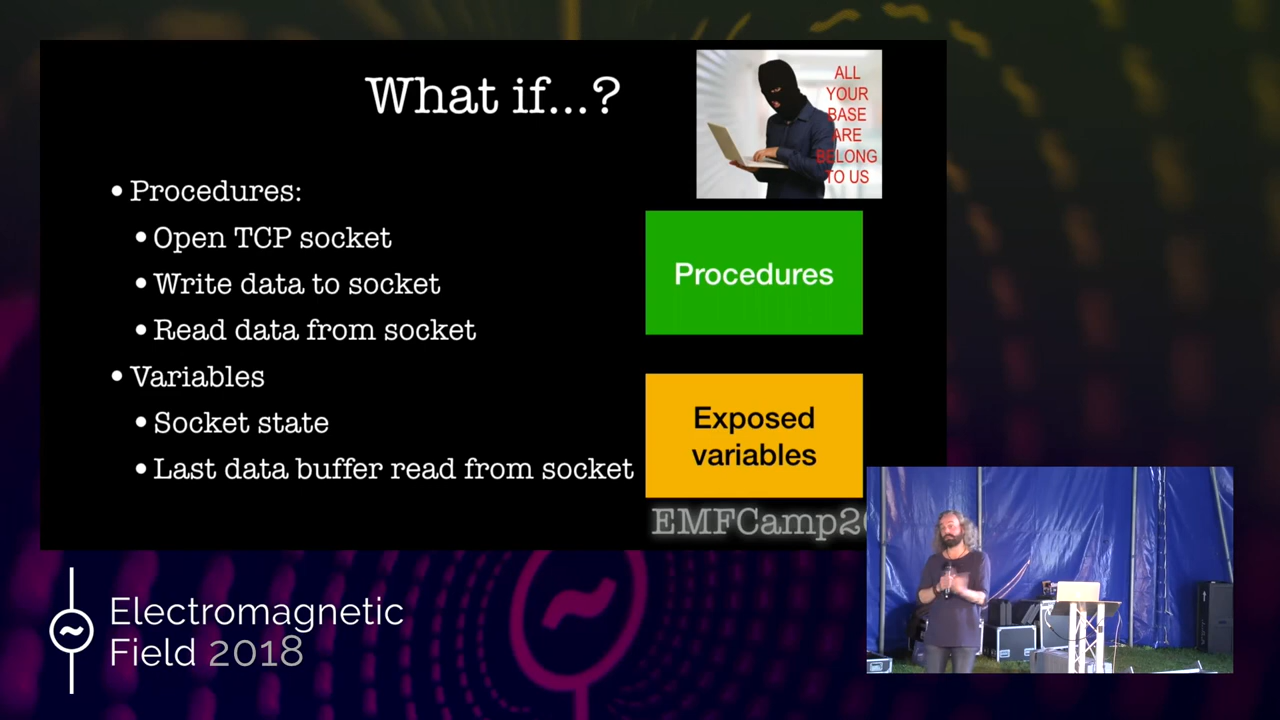 What if...?
ALL
YOUR
BASE
ARE
BELONG
TO US
• Procedures:
• Open TCP socket
• Write data to socket
• Read data from socket
• Variables
• Socket state
• Last data buffer read from socket
Procedures
Exposed
variables
EMFCamp20
Electromagnetic
Field 2018